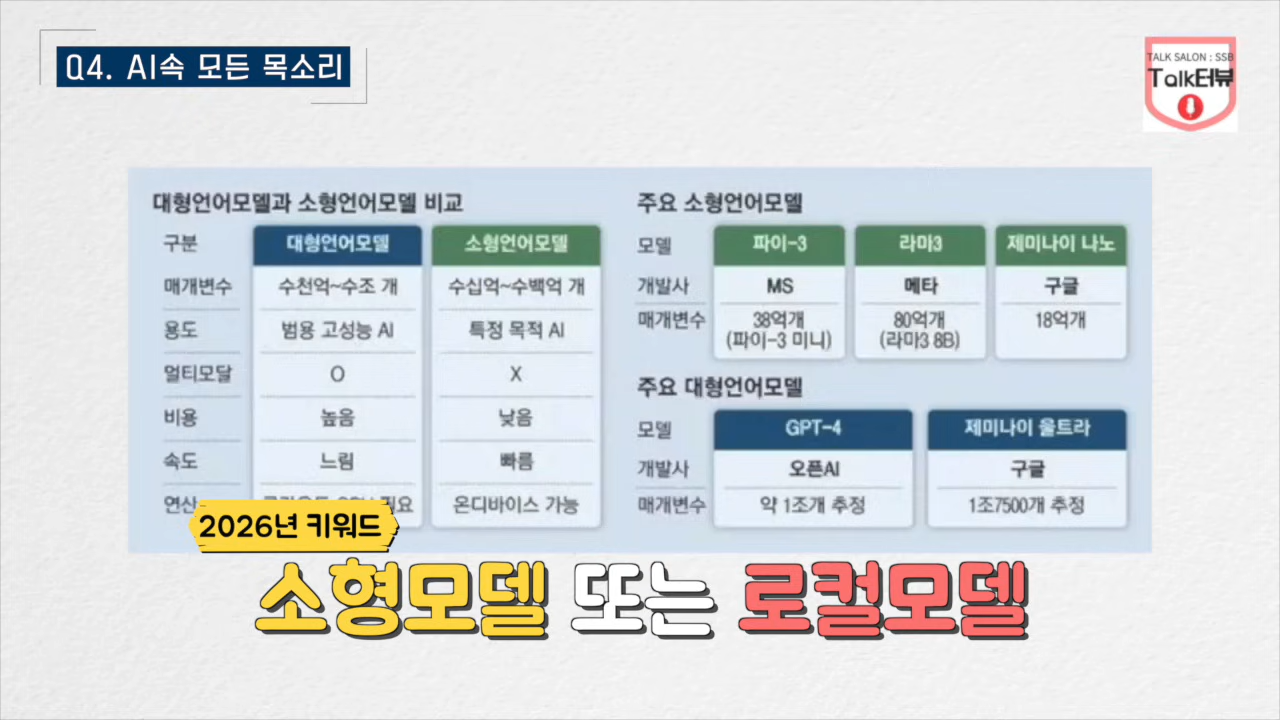 Q4. AI속 모든 목소리
TALK SALON : SSB
Talk터뷰
대형언어모델과 소형언어모델 비교
구분 대형언어모델 소형언어모델
매개변수 수천억~수조 개 수십억~수백억 개
용도 범용 고성능 AI 특정 목적 AI
멀티모달 O X
비용 높음 낮음
속도 느림 빠름
연산 온디바이스 가능
주요 소형언어모델
모델 파이-3 라마3 제미나이 나노
개발사 MS 메타 구글
매개변수 38억개 80억개 18억개
(파이-3 미니) (라마3 8B)
주요 대형언어모델
모델 GPT-4 제미나이 울트라
개발사 오픈AI 구글
매개변수 약 1조개 추정 1조7500개 추정
2026년 키워드
소형모델 또는 로컬모델